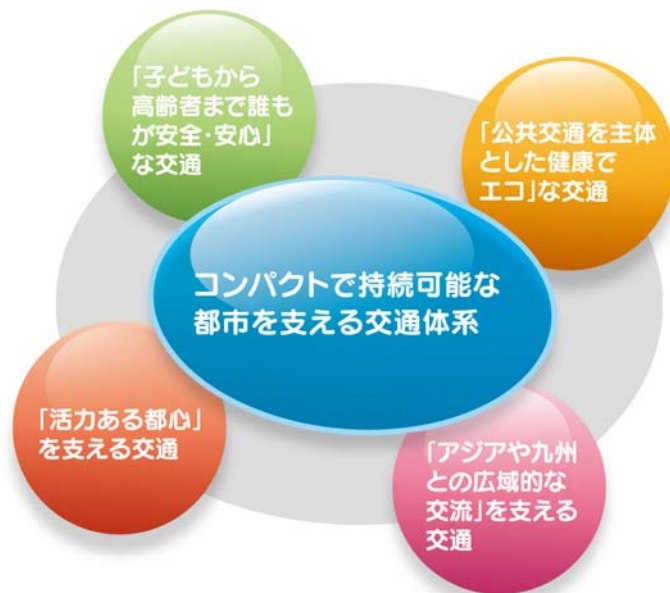 「子どもから
高齢者まで誰も
が安全・安心」
な交通
「公共交通を主体
とした健康で
エコ」な交通
コンパクトで持続可能な
都市を支える交通体系
「活力ある都心」
を支える交通
「アジアや九州
との広域的な
交流」を支える
交通